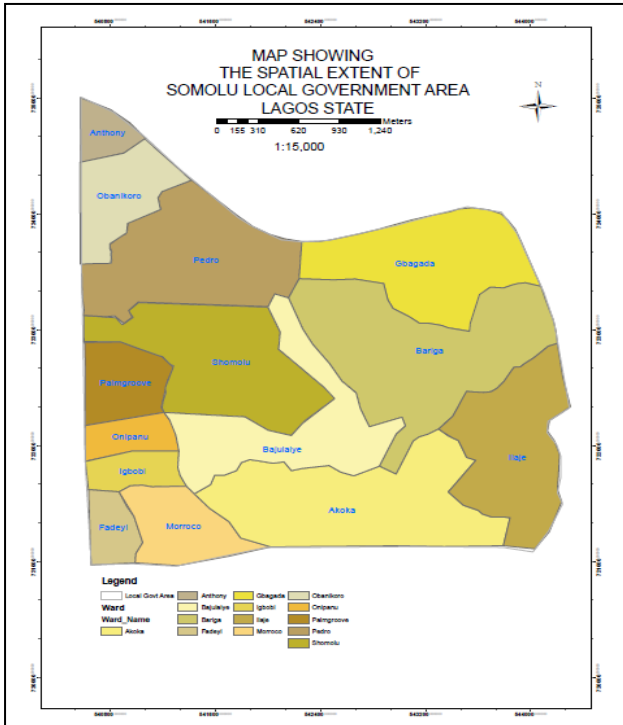 MAP SHOWING
THE SPATIAL EXTENT OF
SOMOLU LOCAL GOVERNMENT AREA
LAGOS STATE
Meters
0 155 310 620 930 1,240
1:15,000
N
Anthony
Obanikoro
Pedro
Gbagada
Shomolu
Bariga
Palmgroove
Onipanu
Bajulaiye
Ilaje
Igbobi
Akoka
Fadeyi
Morroco
Legend
Local Govt Area
Ward
Ward_Name
Akoka
Anthony
Bajulaiye
Bariga
Fadeyi
Gbagada
Igbobi
Ilaje
Morroco
Obanikoro
Onipanu
Palmgroove
Pedro
Shomolu